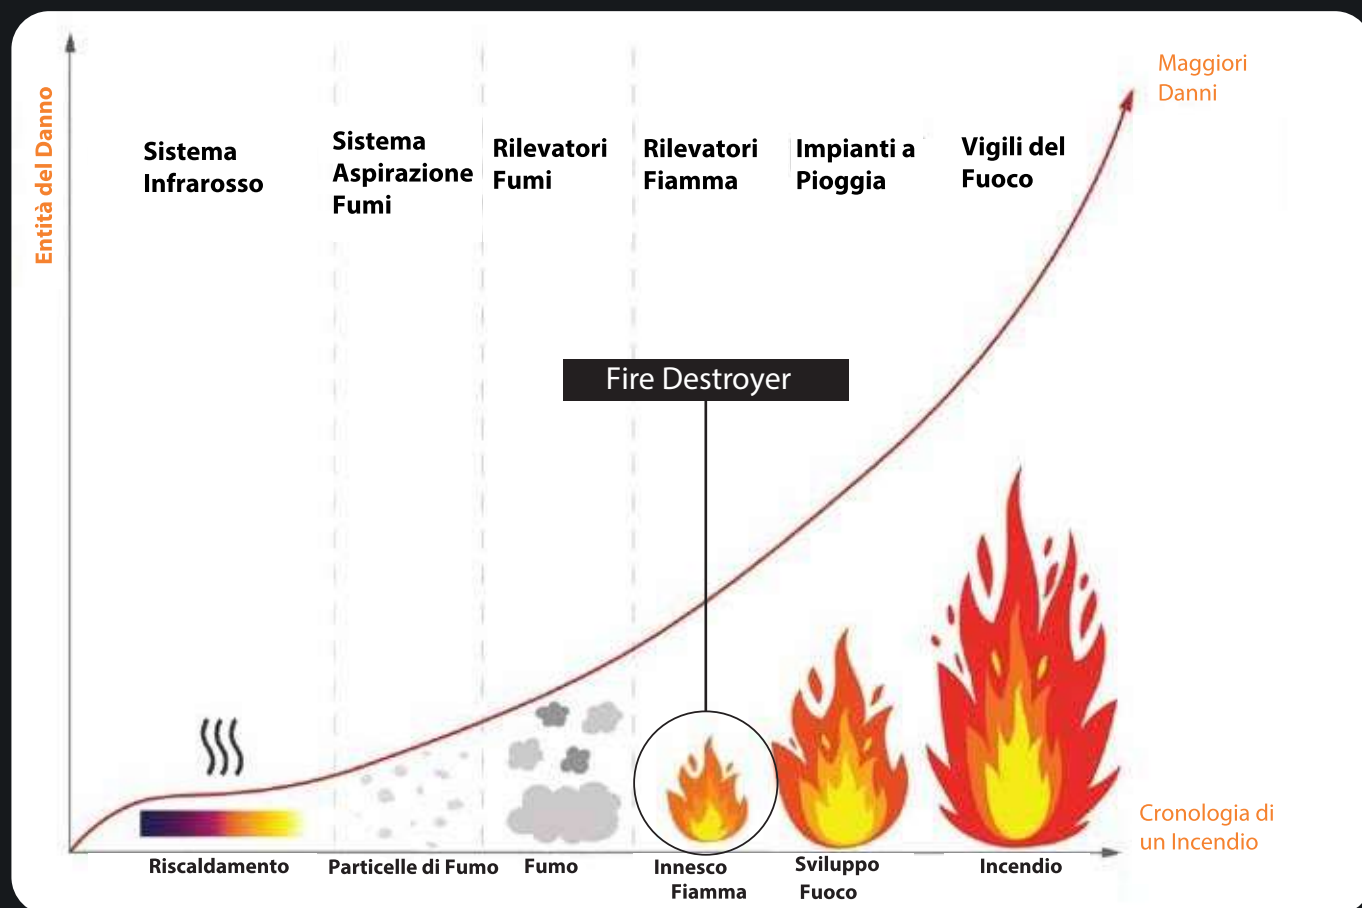 Maggiori
Danni
Entità del Danno
Sistema
Infrarosso
Sistema
Aspirazione
Fumi
Rilevatori
Fumi
Rilevatori
Fiamma
Impianti a
Pioggia
Vigili del
Fuoco
Fire Destroyer
Cronologia di
un Incendio
Riscaldamento
Particelle di Fumo
Fumo
Innesco
Fiamma
Sviluppo
Fuoco
Incendio